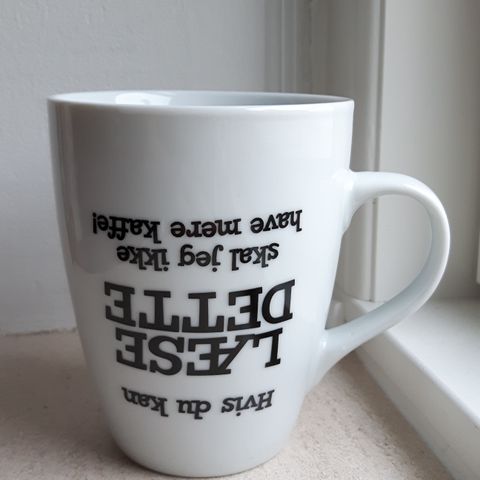 Hvis du kan
LÆSE
DETTE
skal jeg ikke
have mere kaffe!